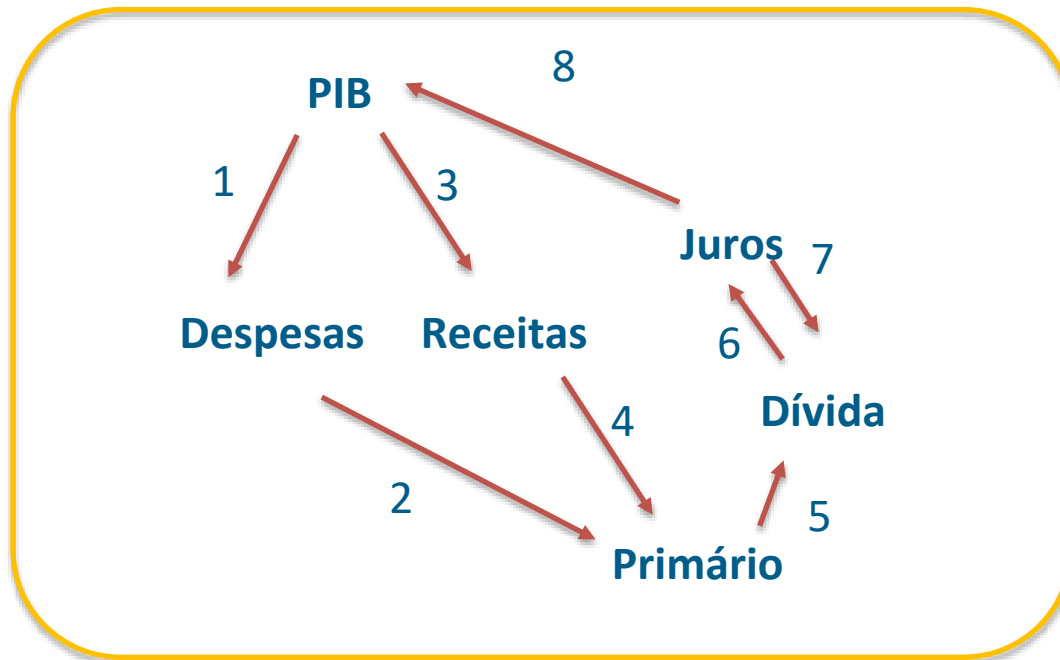 8
PIB
1
3
Juros
7
Despesas
Receitas
6
Dívida
4
2
5
Primário